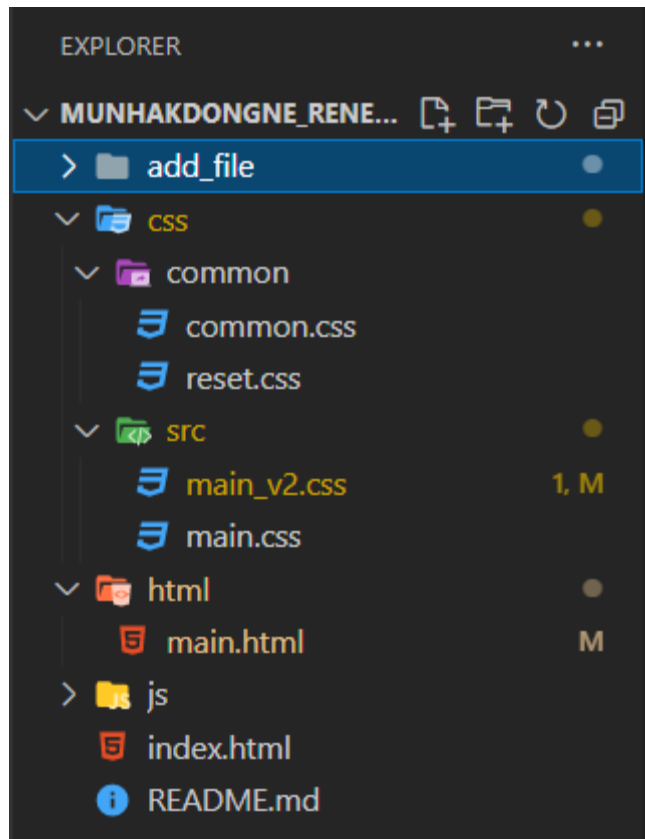 EXPLORER ...
MUNHAKDONGNE_RENE...
add_file
css
common
common.css
reset.css
src
main_v2.css 1, M
main.css
html
main.html M
js
index.html
README.md